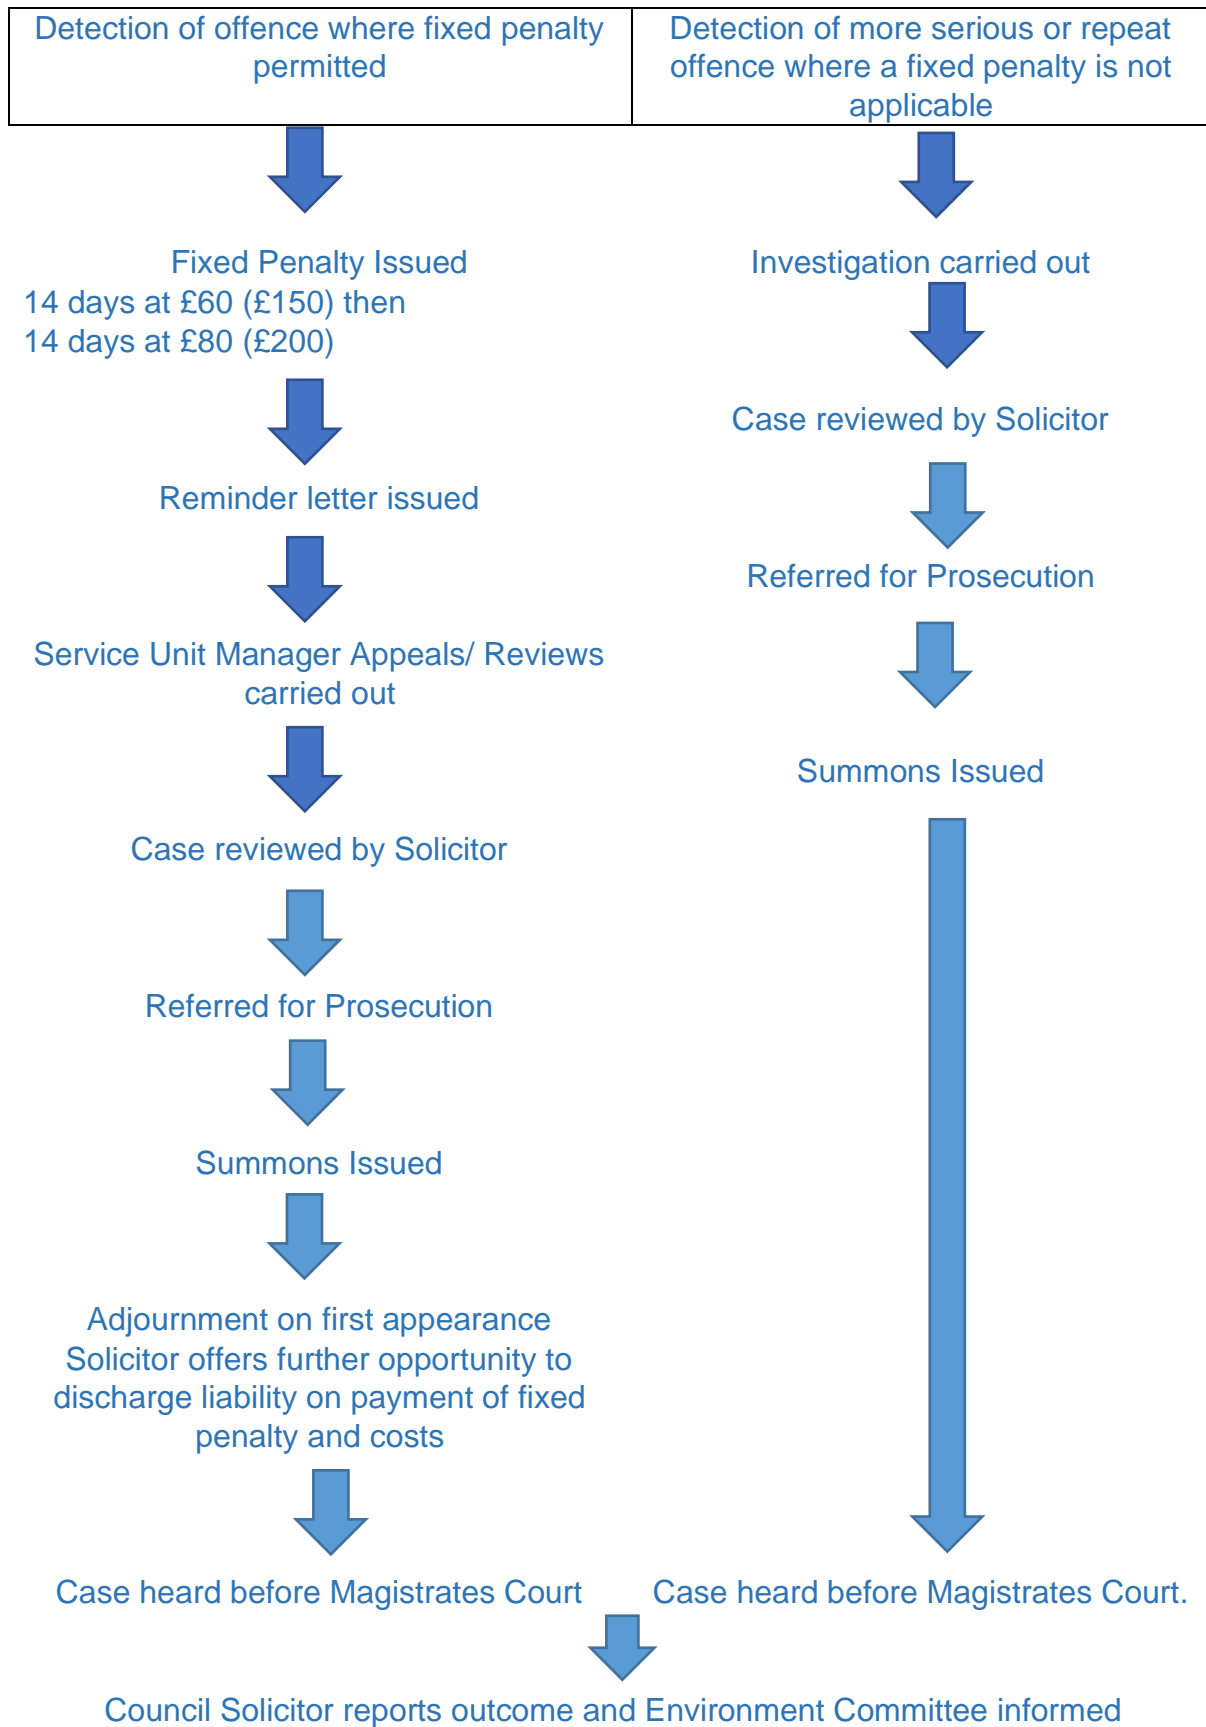 Detection of offence where fixed penalty
permitted
Detection of more serious or repeat
offence where a fixed penalty is not
applicable
Fixed Penalty Issued
14 days at £60 (£150) then
14 days at £80 (£200)
Reminder letter issued
Service Unit Manager Appeals/ Reviews
carried out
Case reviewed by Solicitor
Referred for Prosecution
Summons Issued
Adjournment on first appearance
Solicitor offers further opportunity to
discharge liability on payment of fixed
penalty and costs
Case heard before Magistrates Court
Investigation carried out
Case reviewed by Solicitor
Referred for Prosecution
Summons Issued
Case heard before Magistrates Court.
Council Solicitor reports outcome and Environment Committee informed